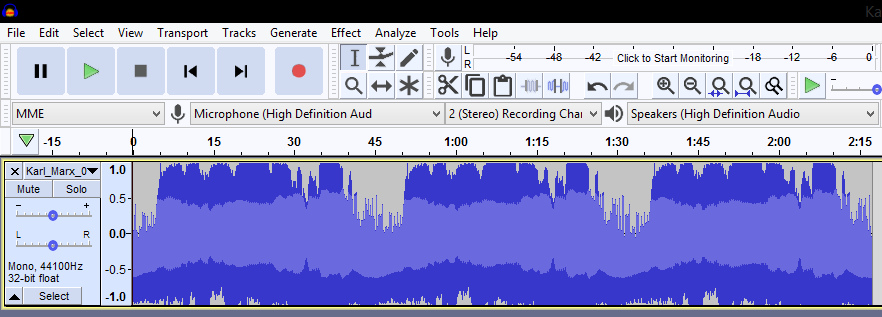 Ka
File Edit Select View Transport Tracks Generate Effect Analyze Tools Help
L
R
-54 -48 -42 Click to Start Monitoring -18 -12 -6 0
MME Microphone (High Definition Aud 2 (Stereo) Recording Char Speakers (High Definition Audio
-15 0 15 30 45 1:00 1:15 1:30 1:45 2:00 2:15
Karl_Marx_0
Mute Solo
- +
L R
Mono, 44100Hz
32-bit float
Select
1.0
0.5
0.0
-0.5
-1.0